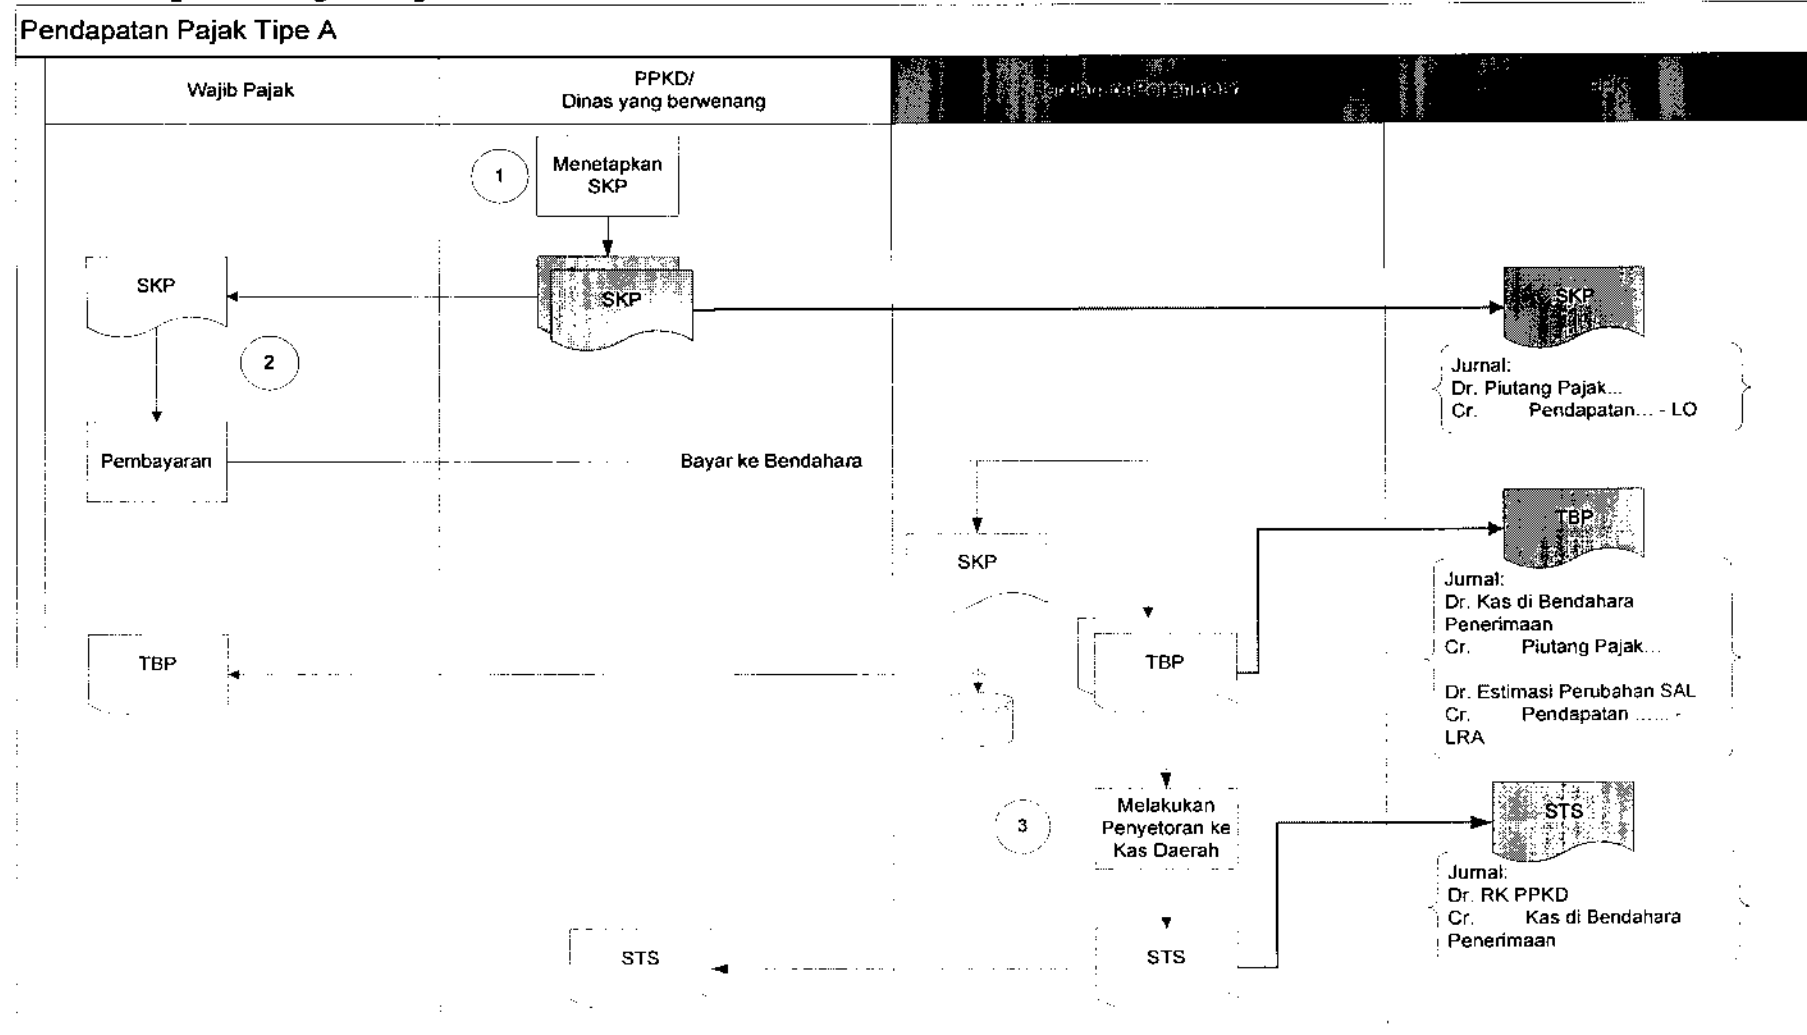 Pendapatan Pajak Tipe A
Wajib Pajak
PPKD/
Dinas yang berwenang
1
Menetapkan
SKP
SKP
SKP
SKP
2
Jurnal:
Dr. Piutang Pajak...
Cr. Pendapatan... - LO
Pembayaran
Bayar ke Bendahara
TBP
SKP
Jurnal:
Dr. Kas di Bendahara
Penerimaan
Cr. Piutang Pajak...
TBP
TBP
Dr. Estimasi Perubahan SAL
Cr. Pendapatan ...... -
LRA
3
Melakukan
Penyetoran ke
Kas Daerah
STS
Jurnal:
Dr. RK PPKD
Cr. Kas di Bendahara
Penerimaan
STS
STS